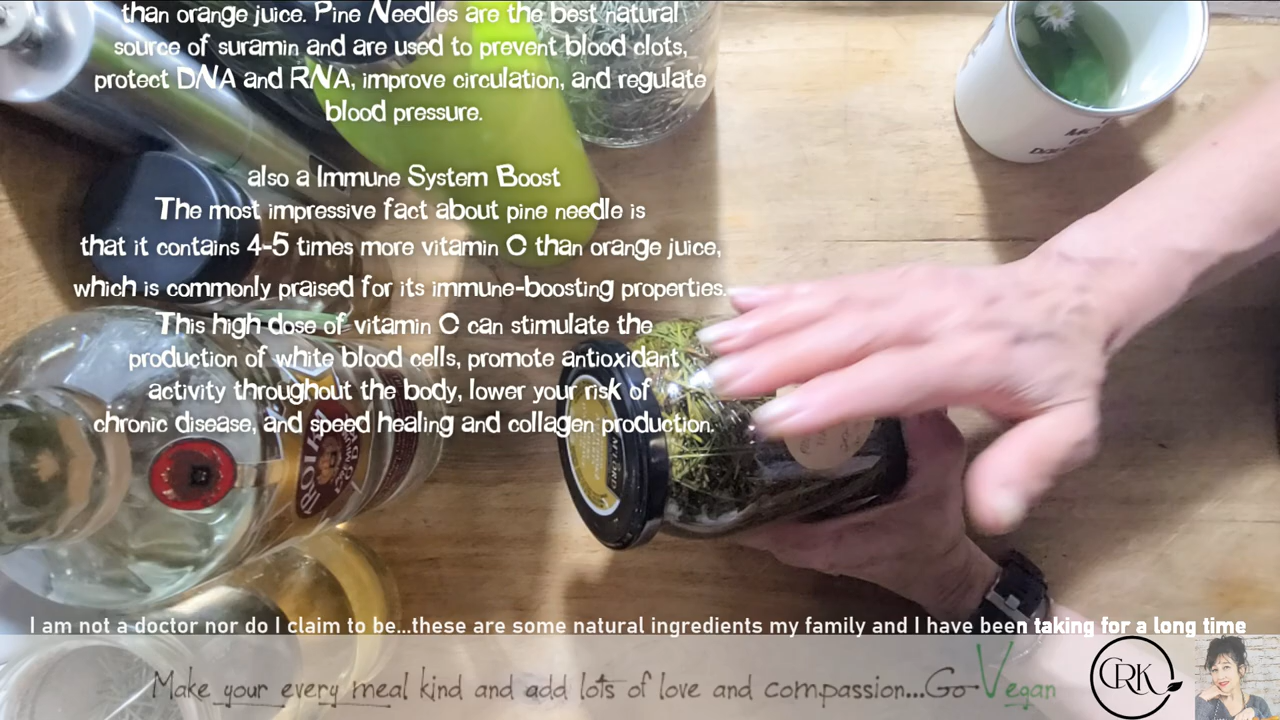 than orange juice. Pine Needles are the best natural
source of suramin and are used to prevent blood clots,
protect DNA and RNA, improve circulation, and regulate
blood pressure.
also a Immune System Boost
The most impressive fact about pine needle is
that it contains 4-5 times more vitamin C than orange juice,
which is commonly praised for its immune-boosting properties.
This high dose of vitamin C can stimulate the
production of white blood cells, promote antioxidant
activity throughout the body, lower your risk of
chronic disease, and speed healing and collagen production.
I am not a doctor nor do I claim to be...these are some natural ingredients my family and I have been taking for a long time
Make your every meal kind and add lots of love and compassion...Go Vegan
CRK